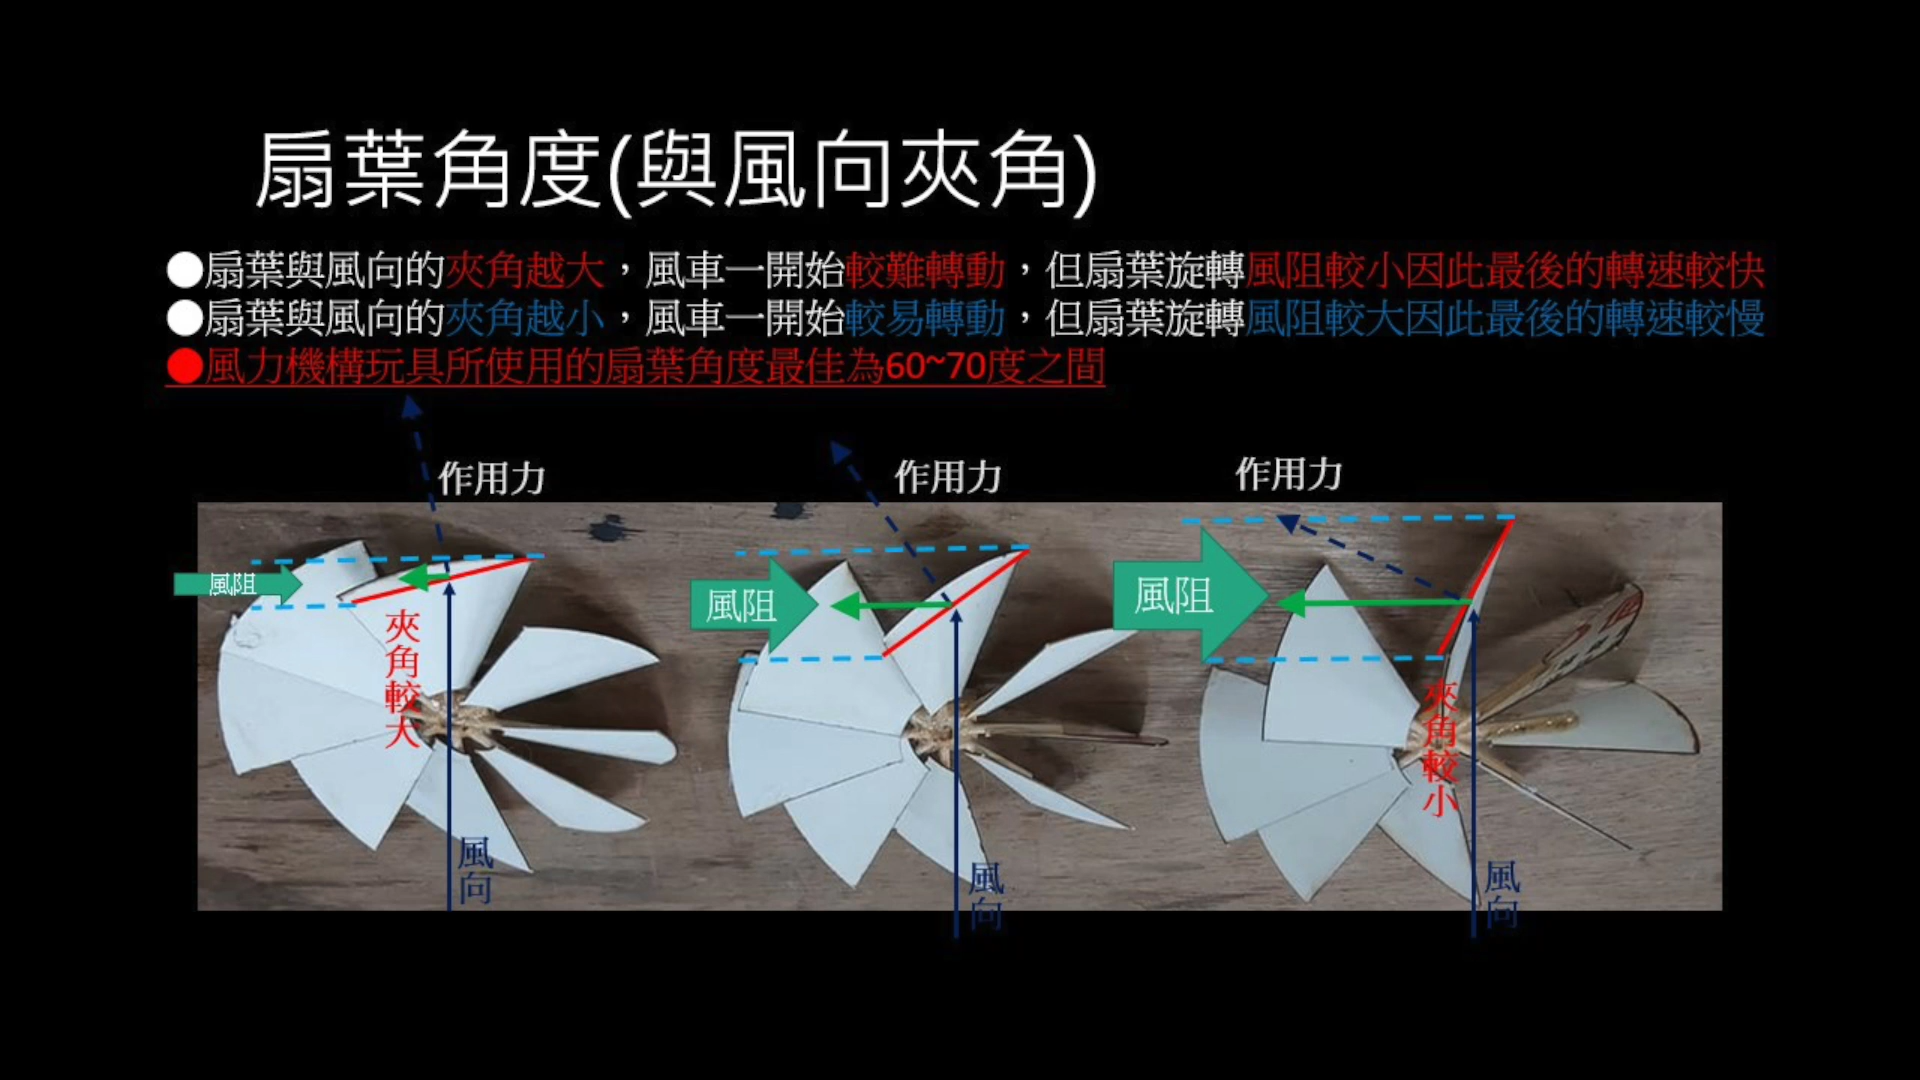 扇葉角度(與風向夾角)
●扇葉與風向的夾角越大，風車一開始較難轉動，但扇葉旋轉風阻較小因此最後的轉速較快
●扇葉與風向的夾角越小，風車一開始較易轉動，但扇葉旋轉風阻較大因此最後的轉速較慢
●風力機構玩具所使用的扇葉角度最佳為60~70度之間
作用力
作用力
作用力
風阻
風阻
風阻
夾角較大
夾角較小
風向
風向
風向